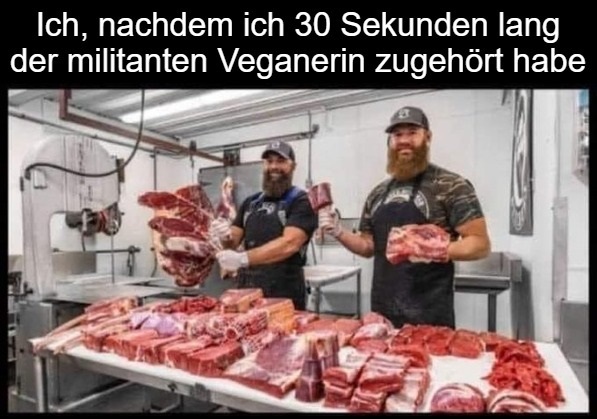 Ich, nachdem ich 30 Sekunden lang
der militanten Veganerin zugehört habe